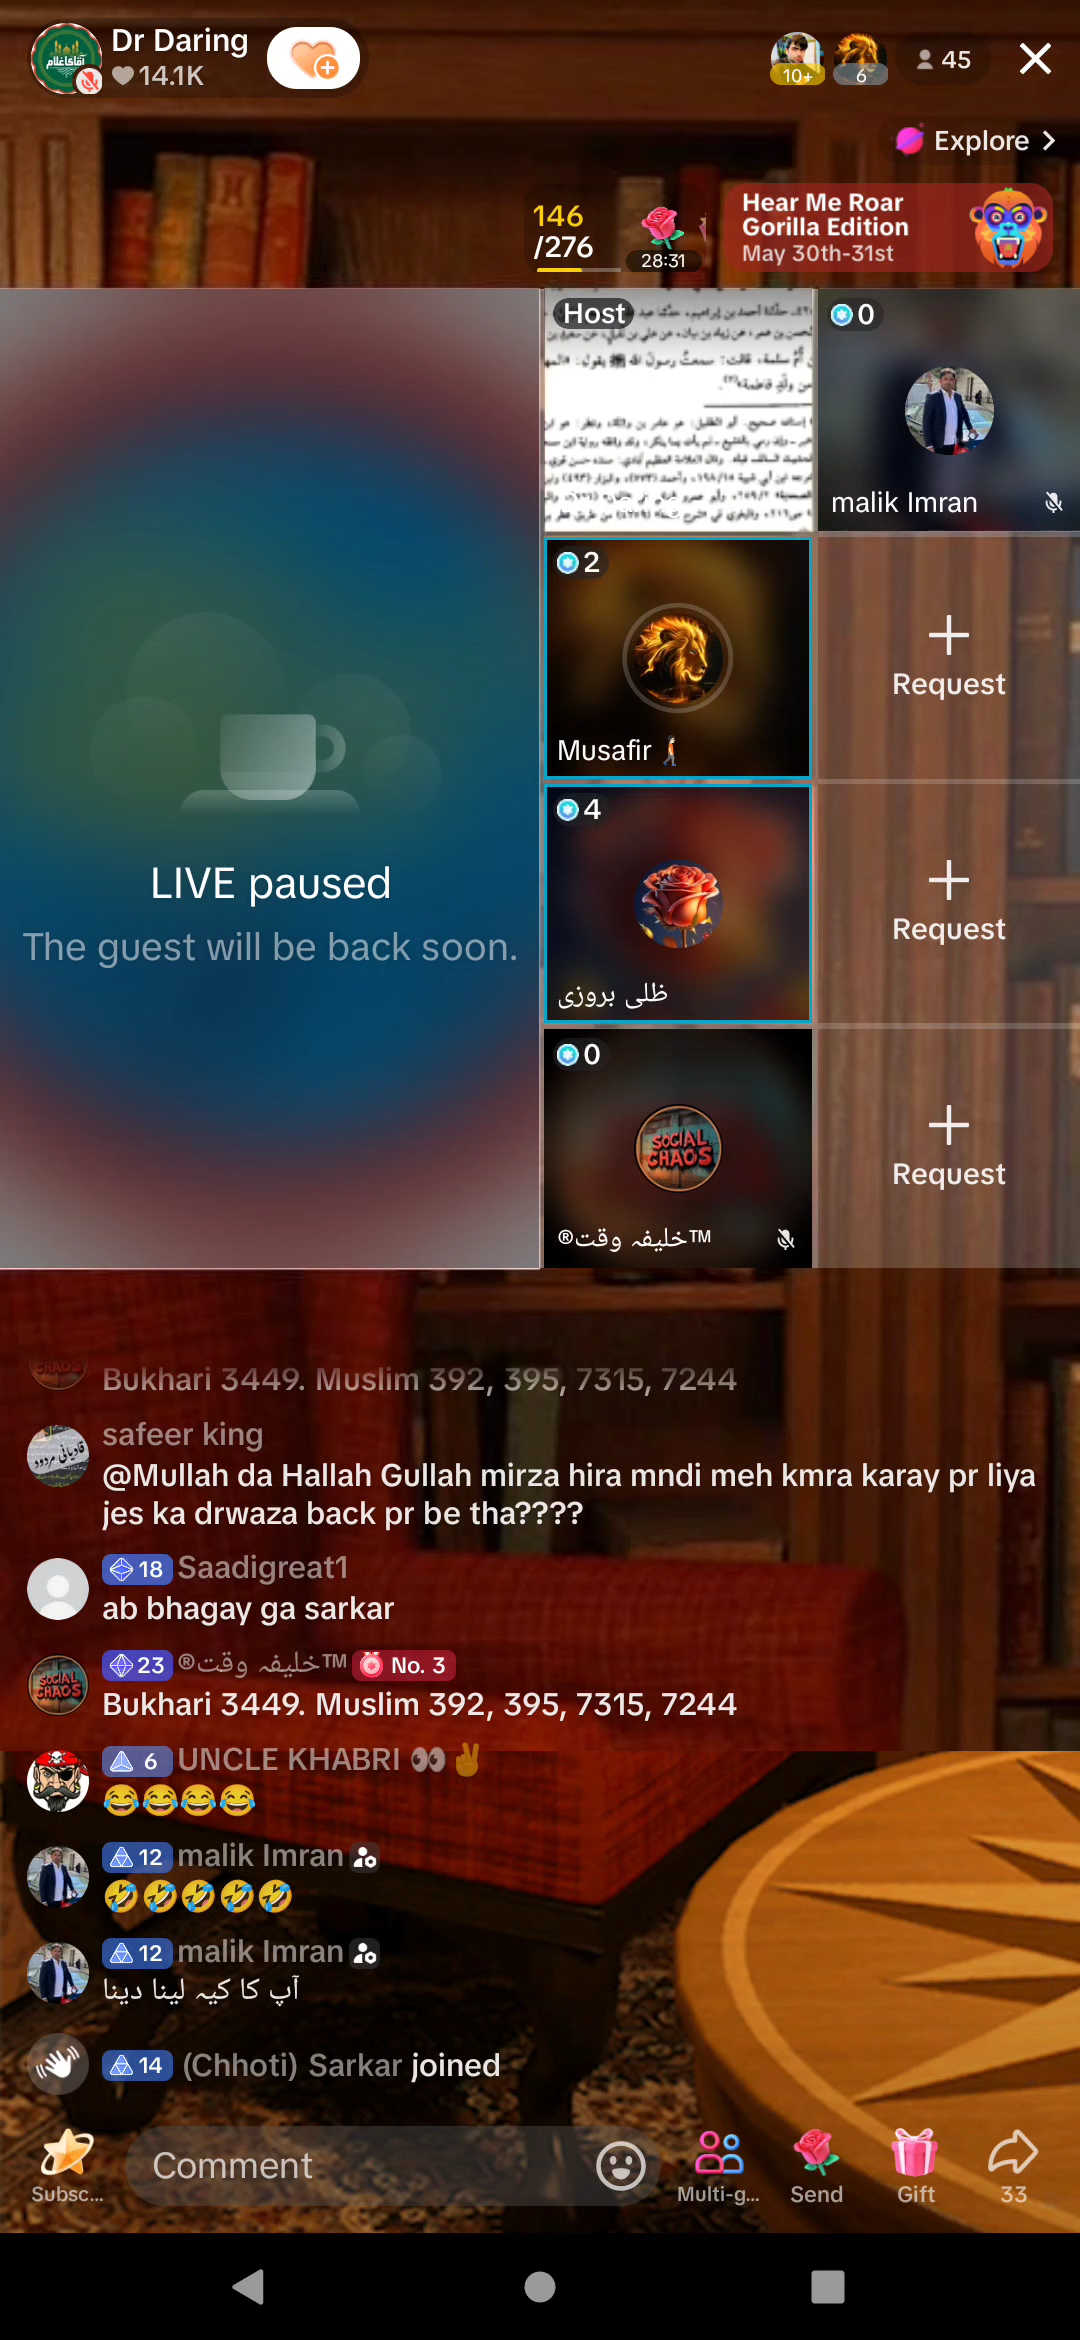 Dr Daring
14.1K
10+
6
45
Explore
146
/276
28:31
Hear Me Roar
Gorilla Edition
May 30th-31st
Host
0
malik Imran
2
Musafir
Request
4
ظلی بروزی
Request
0
SOCIAL
CHAOS
®خلیفہ وقت™
Request
LIVE paused
The guest will be back soon.
Bukhari 3449. Muslim 392, 395, 7315, 7244
safeer king
@Mullah da Hallah Gullah mirza hira mndi meh kmra karay pr liya
jes ka drwaza back pr be tha????
18 Saadigreat1
ab bhagay ga sarkar
23 ®خلیفہ وقت™ No. 3
Bukhari 3449. Muslim 392, 395, 7315, 7244
6 UNCLE KHABRI 👀✌
😂😂😂😂
12 malik Imran
🤣🤣🤣🤣🤣
12 malik Imran
آپ کا کیہ لینا دینا
14 (Chhoti) Sarkar joined
Subsc...
Comment
Multi-g...
Send
Gift
33